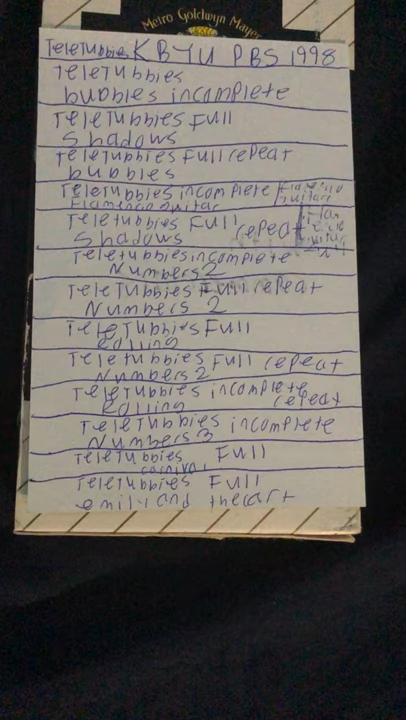 Metro Goldwyn Mayer
Teletubbies KBYU PBS 1998
Teletubbies
bubbies incomplete
Teletubbies Full
Shadows
Teletubbies Full repeat
bubbles
Teletubbies incomplete
Flamenco guitar
Teletubbies Full repeat
Shadows
Teletubbies incomplete
Numbers 2
TeleTubbies Full repeat
Numbers 2
Teletubbies Full
rolling
Teletubbies Full repeat
Numbers 2
Teletubbies incomplete
rolling repeat
Teletubbies incomplete
Numbers 3
Teletubbies Full
carnival
Teletubbies Full
emily and the cart